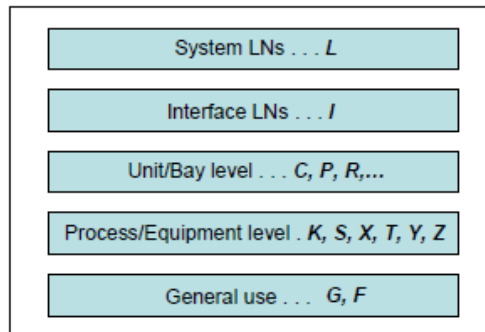 System LNs . . . L
Interface LNs . . . I
Unit/Bay level . . . C, P, R,...
Process/Equipment level . K, S, X, T, Y, Z
General use . . . G, F